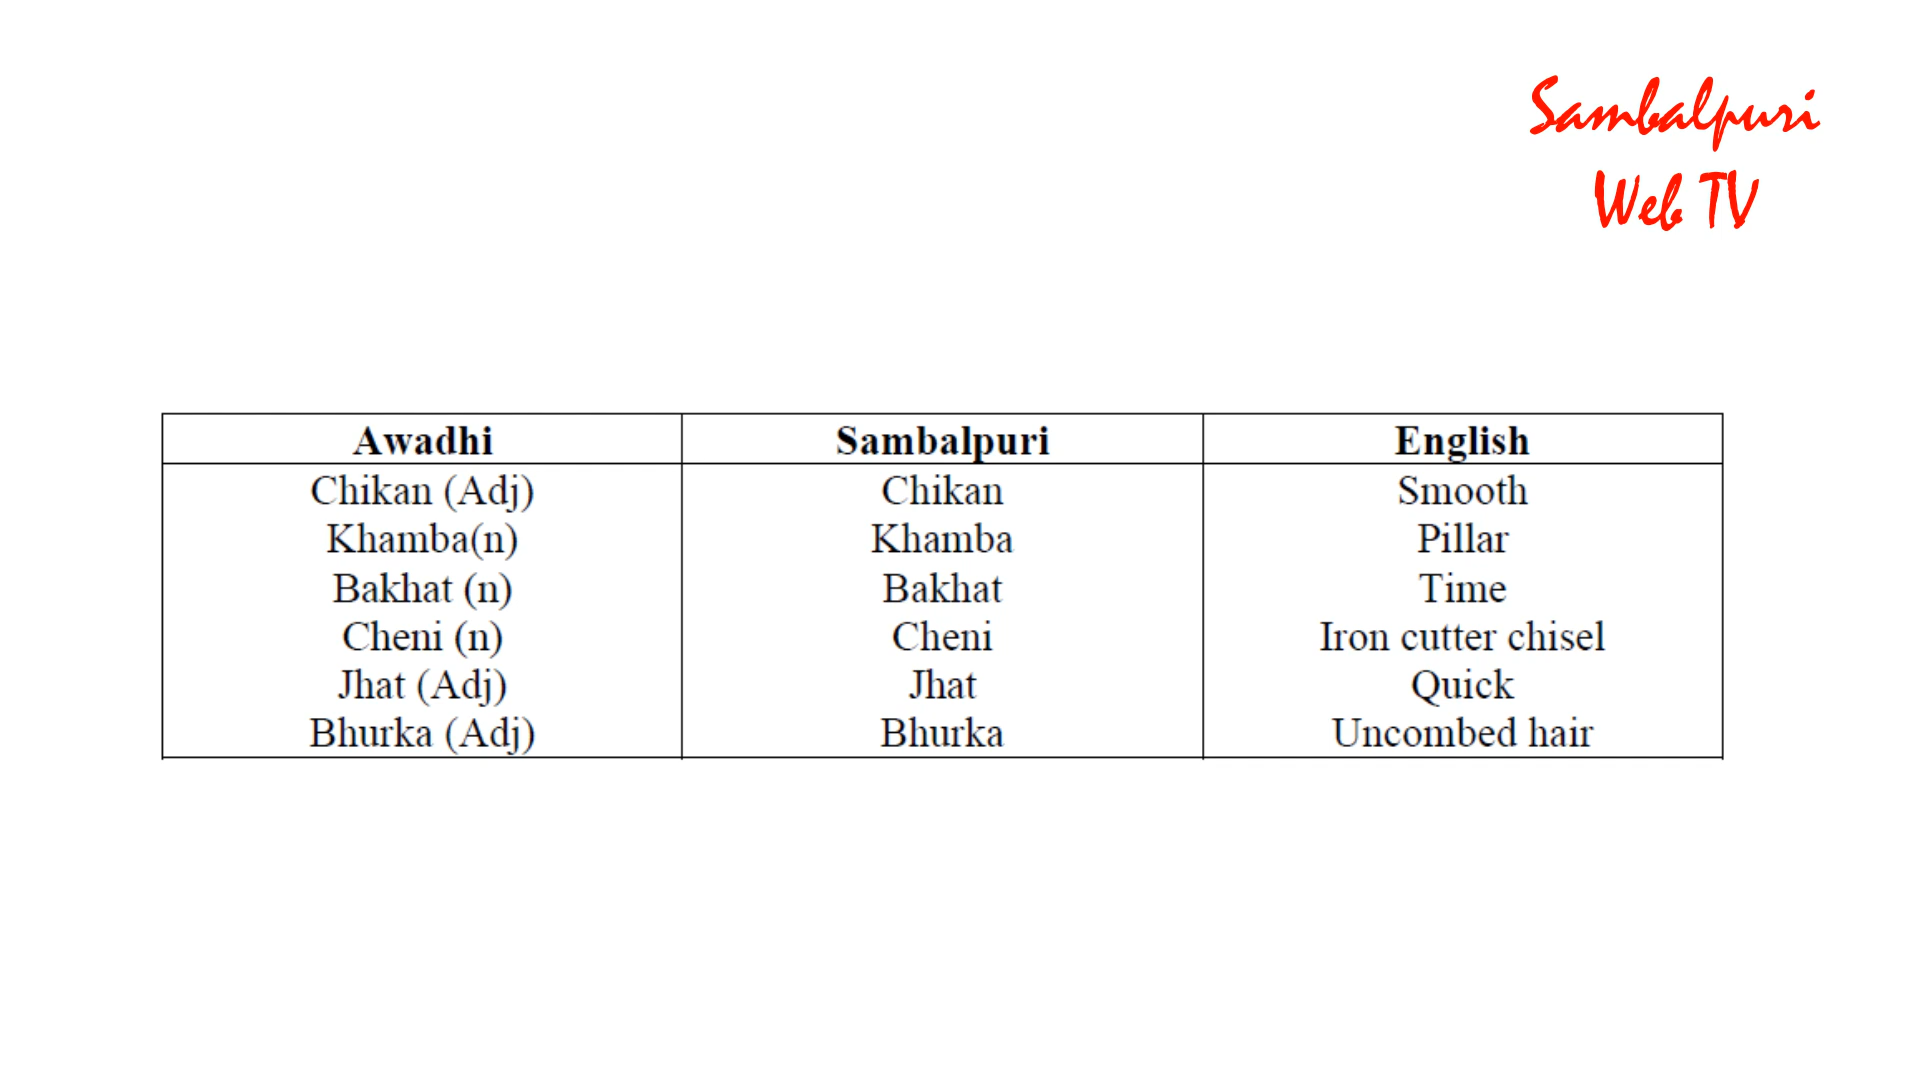 Sambalpuri
Web TV
Awadhi Sambalpuri English
Chikan (Adj) Chikan Smooth
Khamba(n) Khamba Pillar
Bakhat (n) Bakhat Time
Cheni (n) Cheni Iron cutter chisel
Jhat (Adj) Jhat Quick
Bhurka (Adj) Bhurka Uncombed hair